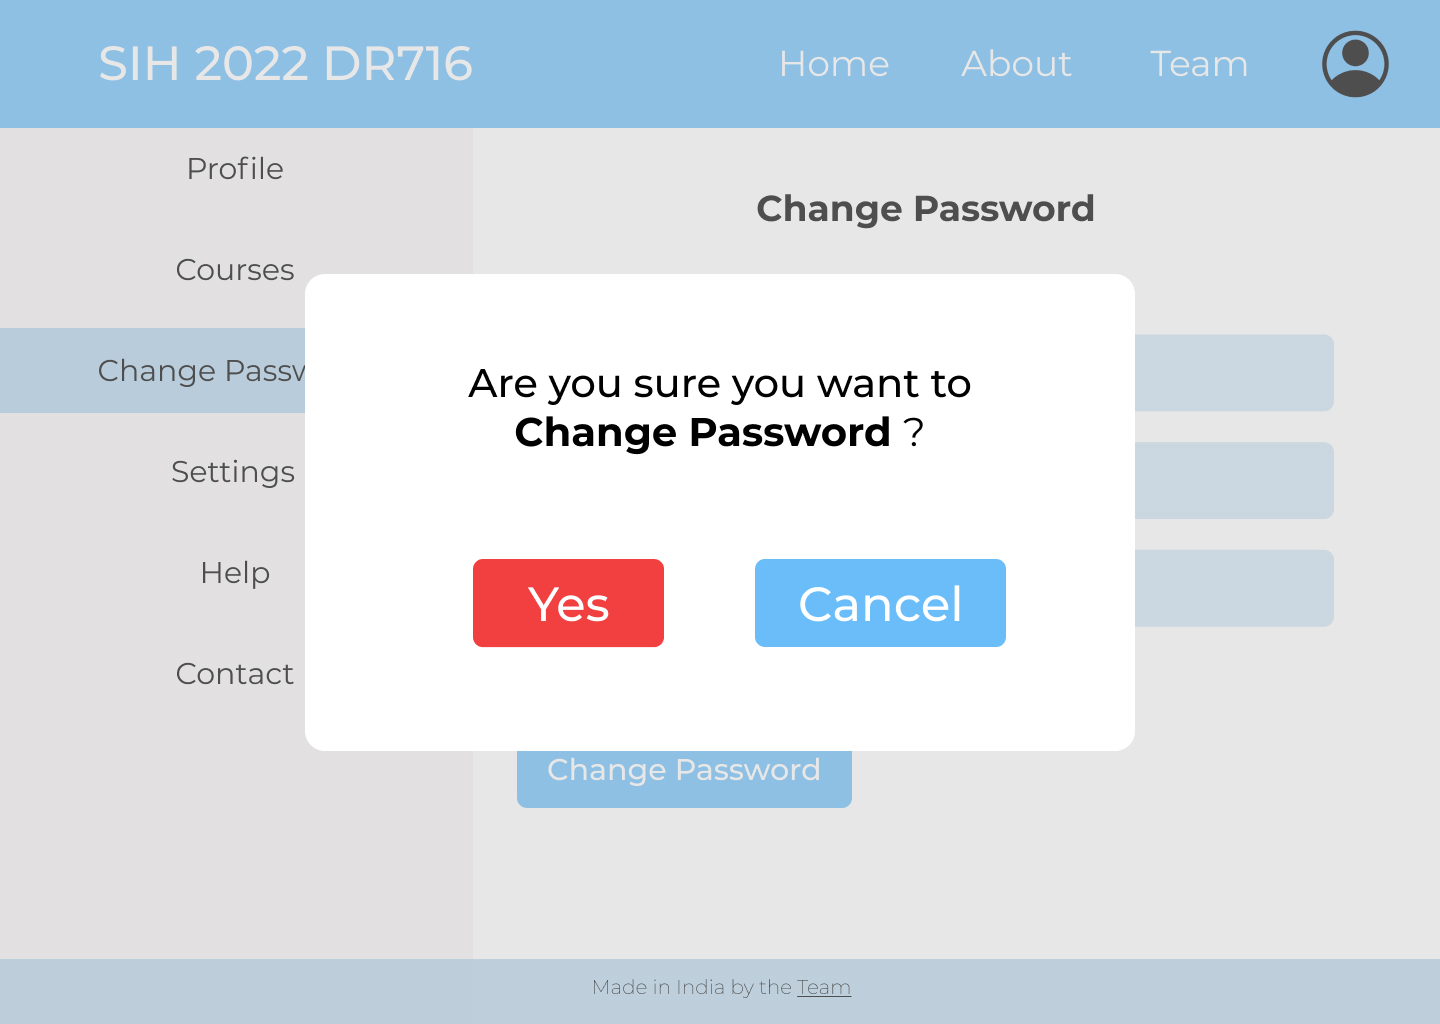 SIH 2022 DR716
Home
About
Team
Profile
Courses
Change Passw
Settings
Help
Contact
Change Password
Are you sure you want to
Change Password ?
Yes
Cancel
Change Password
Made in India by the Team